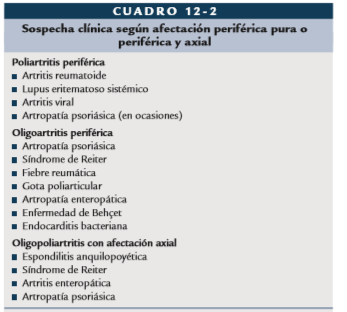 CUADRO 12-2
Sospecha clínica según afectación periférica pura o
periférica y axial
Poliartritis periférica
■ Artritis reumatoide
■ Lupus eritematoso sistémico
■ Artritis viral
■ Artropatía psoriásica (en ocasiones)
Oligoartritis periférica
■ Artropatía psoriásica
■ Síndrome de Reiter
■ Fiebre reumática
■ Gota poliarticular
■ Artropatía enteropática
■ Enfermedad de Behçet
■ Endocarditis bacteriana
Oligopoliartritis con afectación axial
■ Espondilitis anquilopoyética
■ Síndrome de Reiter
■ Artritis enteropática
■ Artropatía psoriásica